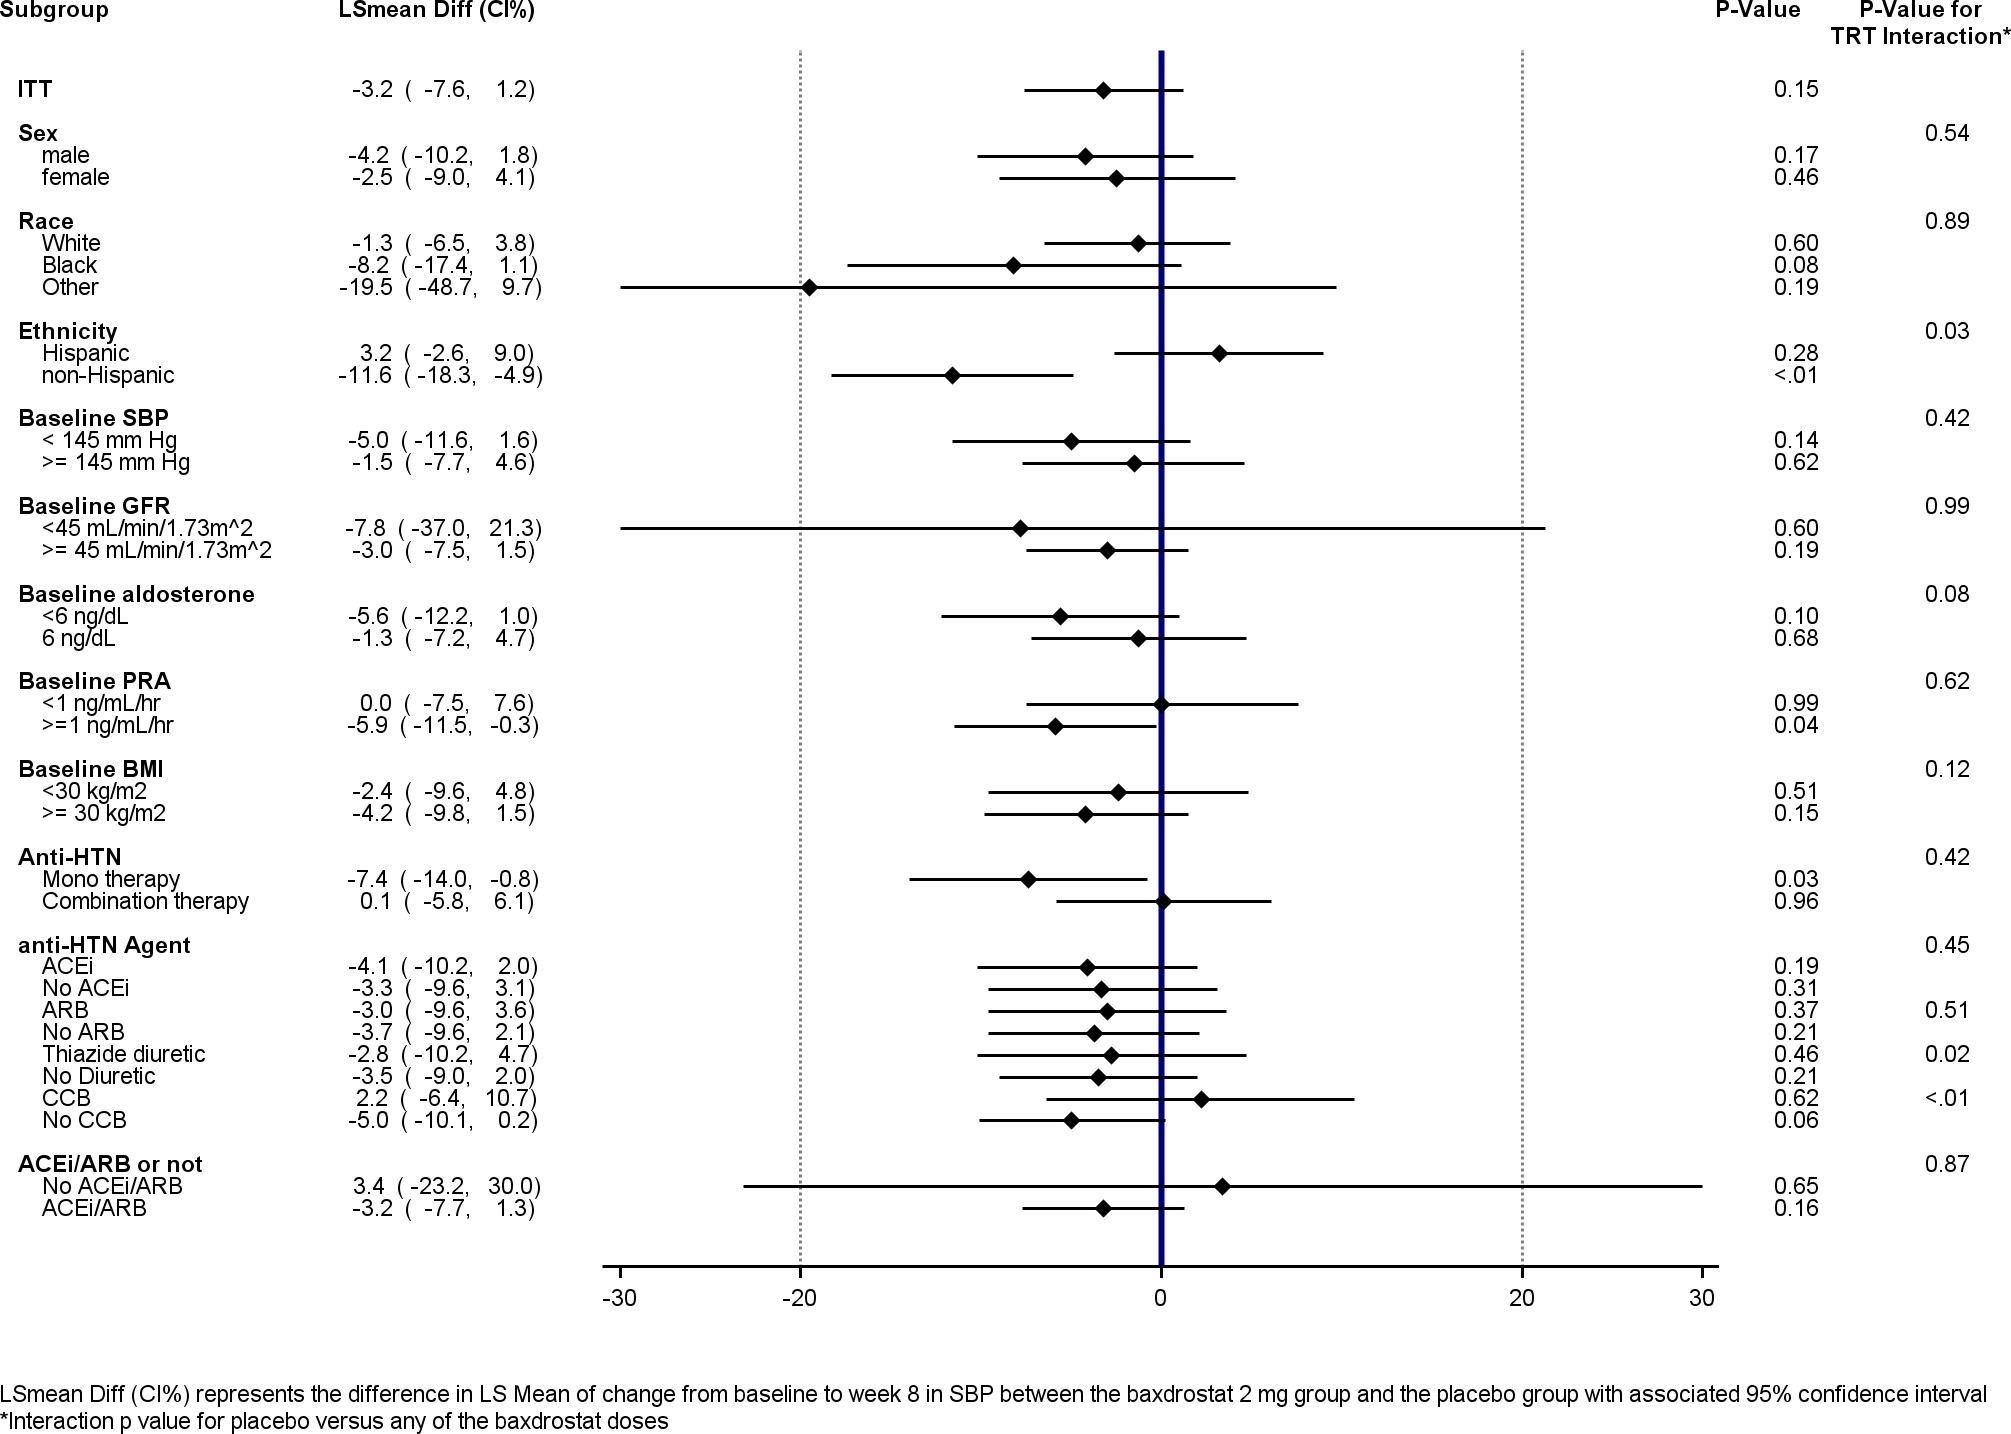 Subgroup LSmean Diff (CI%) P-Value P-Value for
TRT Interaction*
ITT -3.2 ( -7.6, 1.2) 0.15
Sex 0.54
male -4.2 ( -10.2, 1.8) 0.17
female -2.5 ( -9.0, 4.1) 0.46
Race 0.89
White -1.3 ( -6.5, 3.8) 0.60
Black -8.2 ( -17.4, 1.1) 0.08
Other -19.5 ( -48.7, 9.7) 0.19
Ethnicity 0.03
Hispanic 3.2 ( -2.6, 9.0) 0.28
non-Hispanic -11.6 ( -18.3, -4.9) <.01
Baseline SBP 0.42
< 145 mm Hg -5.0 ( -11.6, 1.6) 0.14
>= 145 mm Hg -1.5 ( -7.7, 4.6) 0.62
Baseline GFR 0.99
<45 mL/min/1.73m^2 -7.8 ( -37.0, 21.3) 0.60
>= 45 mL/min/1.73m^2 -3.0 ( -7.5, 1.5) 0.19
Baseline aldosterone 0.08
<6 ng/dL -5.6 ( -12.2, 1.0) 0.10
6 ng/dL -1.3 ( -7.2, 4.7) 0.68
Baseline PRA 0.62
<1 ng/mL/hr 0.0 ( -7.5, 7.6) 0.99
>=1 ng/mL/hr -5.9 ( -11.5, -0.3) 0.04
Baseline BMI 0.12
<30 kg/m2 -2.4 ( -9.6, 4.8) 0.51
>= 30 kg/m2 -4.2 ( -9.8, 1.5) 0.15
Anti-HTN 0.42
Mono therapy -7.4 ( -14.0, -0.8) 0.03
Combination therapy 0.1 ( -5.8, 6.1) 0.96
anti-HTN Agent 0.45
ACEi -4.1 ( -10.2, 2.0) 0.19
No ACEi -3.3 ( -9.6, 3.1) 0.31
ARB -3.0 ( -9.6, 3.6) 0.37 0.51
No ARB -3.7 ( -9.6, 2.1) 0.21
Thiazide diuretic -2.8 ( -10.2, 4.7) 0.46 0.02
No Diuretic -3.5 ( -9.0, 2.0) 0.21
CCB 2.2 ( -6.4, 10.7) 0.62 <.01
No CCB -5.0 ( -10.1, 0.2) 0.06
ACEi/ARB or not 0.87
No ACEi/ARB 3.4 ( -23.2, 30.0) 0.65
ACEi/ARB -3.2 ( -7.7, 1.3) 0.16
-30 -20 0 20 30
LSmean Diff (CI%) represents the difference in LS Mean of change from baseline to week 8 in SBP between the baxdrostat 2 mg group and the placebo group with associated 95% confidence interval
*Interaction p value for placebo versus any of the baxdrostat doses